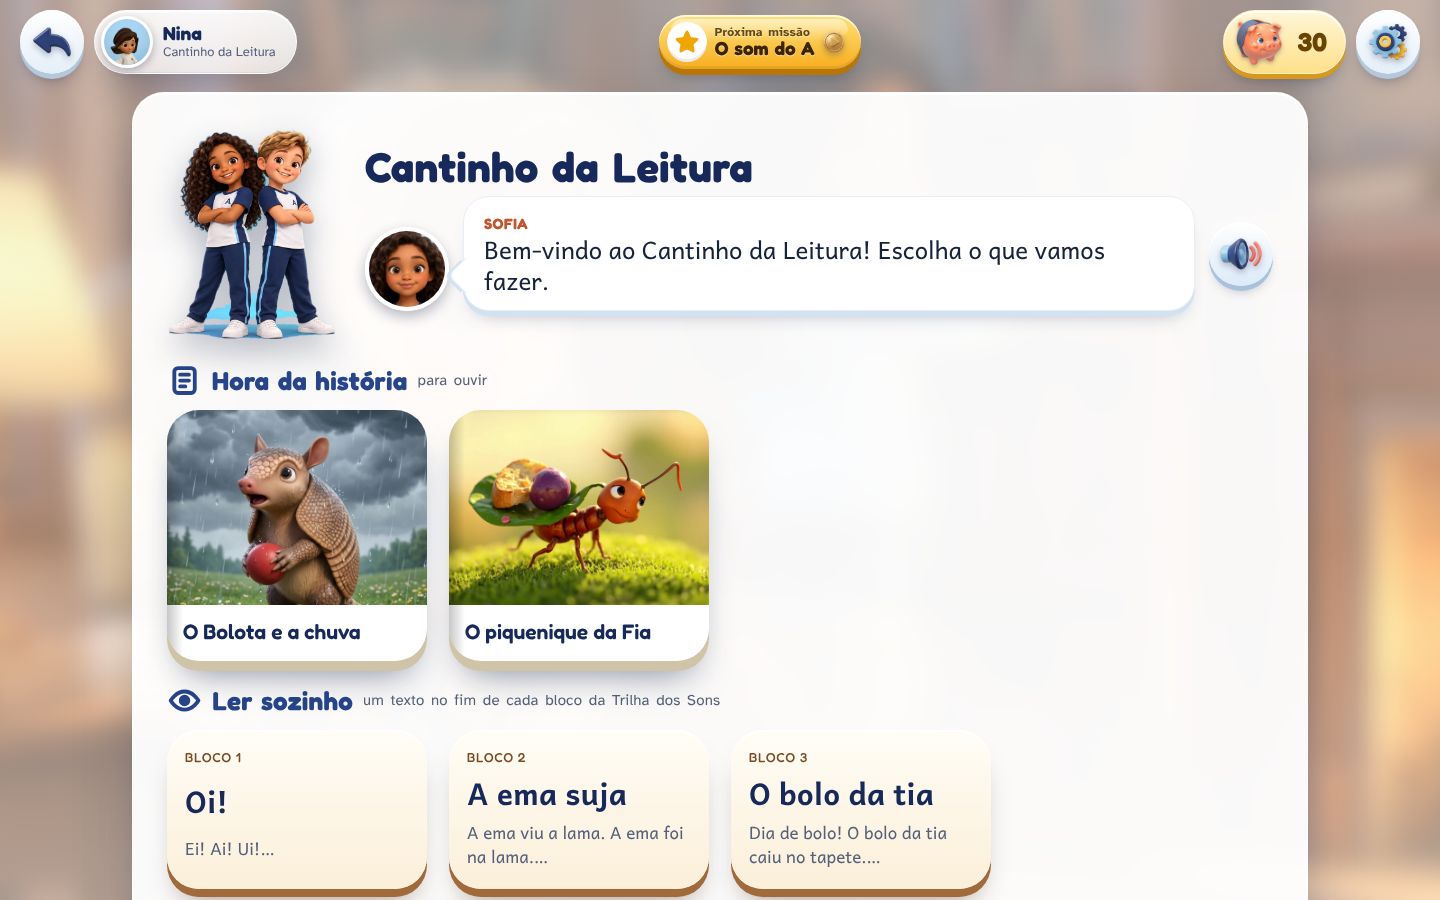 Nina
Cantinho da Leitura
Próxima missão
O som do A
30
Cantinho da Leitura
SOFIA
Bem-vindo ao Cantinho da Leitura! Escolha o que vamos
fazer.
Hora da história para ouvir
O Bolota e a chuva
O piquenique da Fia
Ler sozinho um texto no fim de cada bloco da Trilha dos Sons
BLOCO 1
Oi!
Ei! Ai! Ui!...
BLOCO 2
A ema suja
A ema viu a lama. A ema foi
na lama....
BLOCO 3
O bolo da tia
Dia de bolo! O bolo da tia
caiu no tapete....